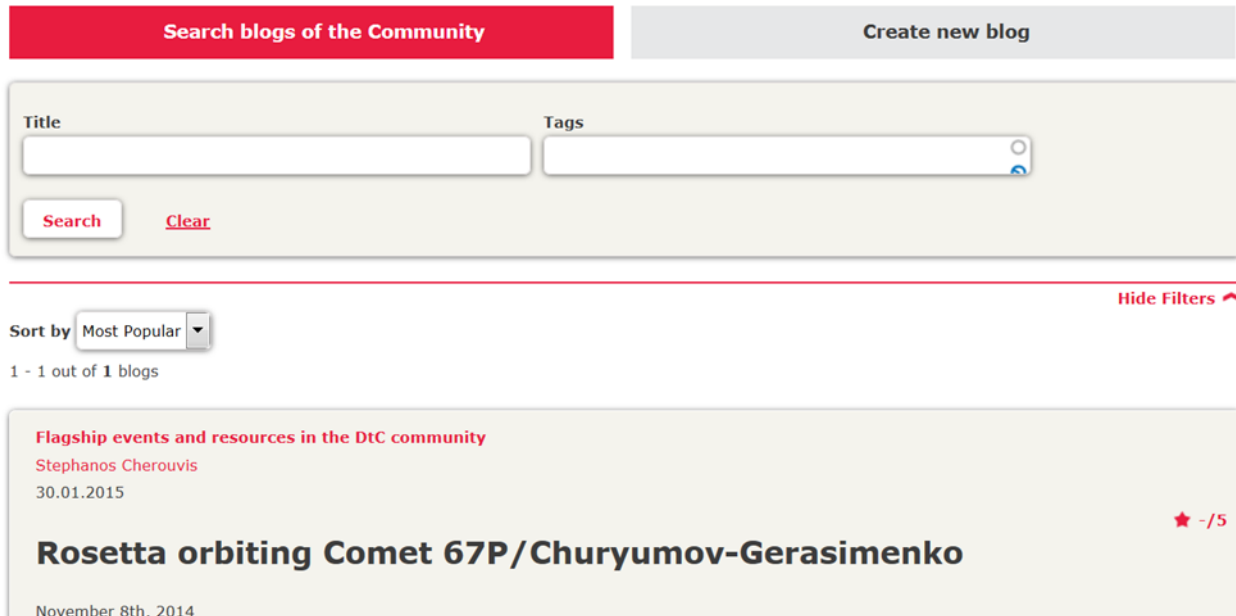 Search blogs of the Community
Create new blog
Title
Tags
Search
Clear
Hide Filters
Sort by Most Popular
1 - 1 out of 1 blogs
Flagship events and resources in the DtC community
Stephanos Cherouvis
30.01.2015
-/5
Rosetta orbiting Comet 67P/Churyumov-Gerasimenko
November 8th, 2014